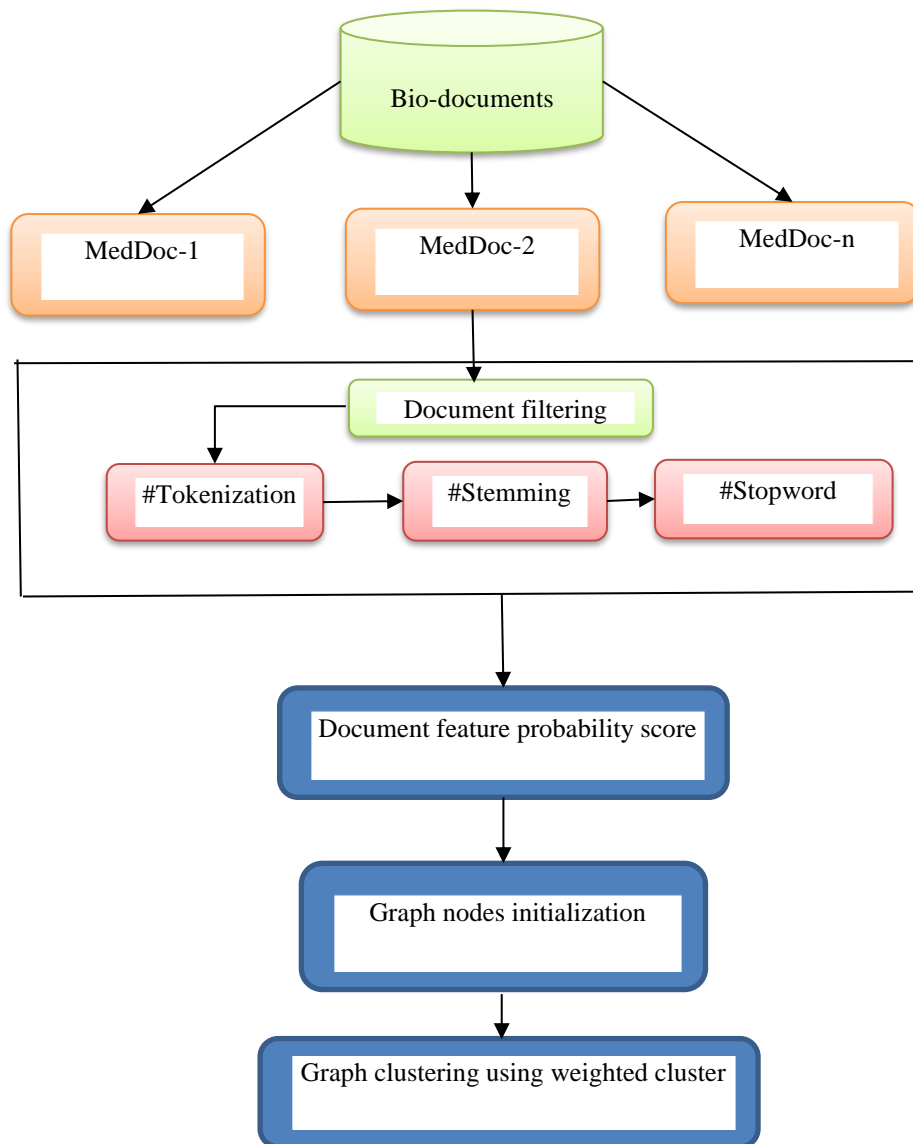 Bio-documents
MedDoc-1
MedDoc-2
MedDoc-n
Document filtering
#Tokenization
#Stemming
#Stopword
Document feature probability score
Graph nodes initialization
Graph clustering using weighted cluster